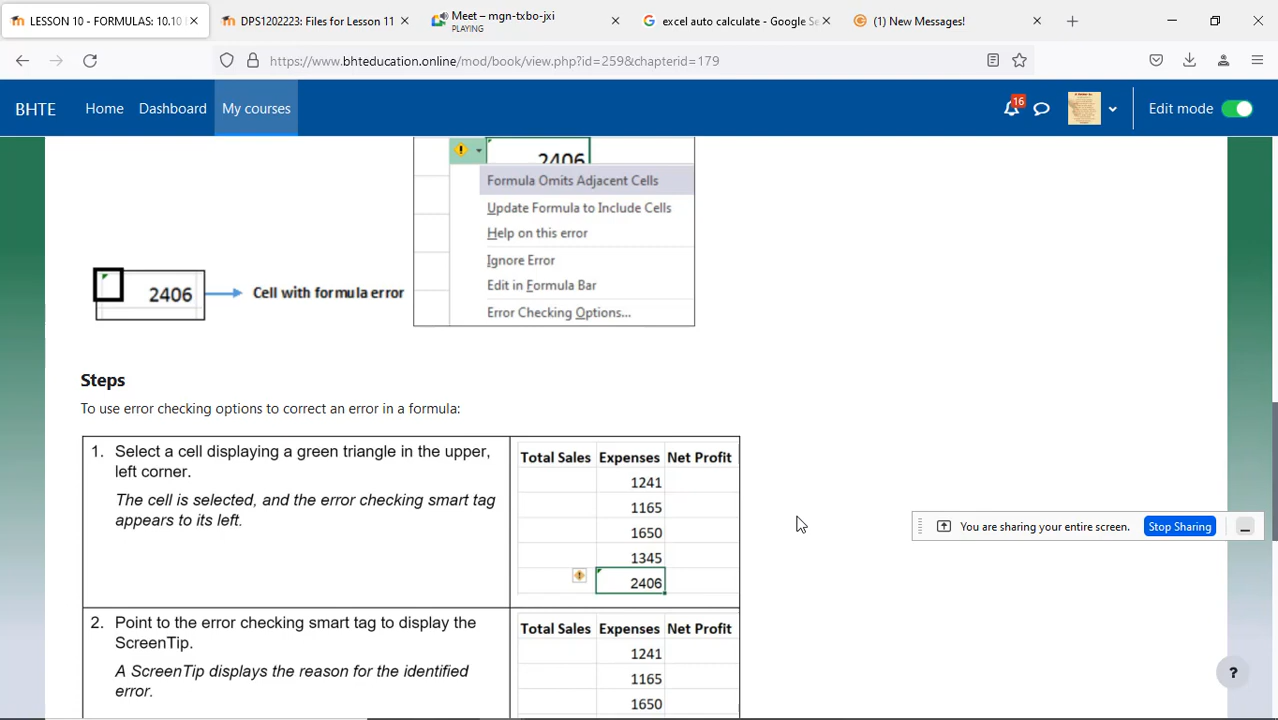 LESSON 10 - FORMULAS: 10.10
DPS1202223: Files for Lesson 11
Meet – mgn-txbo-jxi
PLAYING
excel auto calculate - Google Se
(1) New Messages!
https://www.bhteducation.online/mod/book/view.php?id=259&chapterid=179
BHTE
Home
Dashboard
My courses
16
Edit mode
2406
Formula Omits Adjacent Cells
Update Formula to Include Cells
Help on this error
Ignore Error
Edit in Formula Bar
Error Checking Options...
2406
Cell with formula error
Steps
To use error checking options to correct an error in a formula:
1. Select a cell displaying a green triangle in the upper,
left corner.
The cell is selected, and the error checking smart tag
appears to its left.
Total Sales Expenses Net Profit
1241
1165
1650
1345
2406
You are sharing your entire screen. Stop Sharing
2. Point to the error checking smart tag to display the
ScreenTip.
A ScreenTip displays the reason for the identified
error.
Total Sales Expenses Net Profit
1241
1165
1650
?